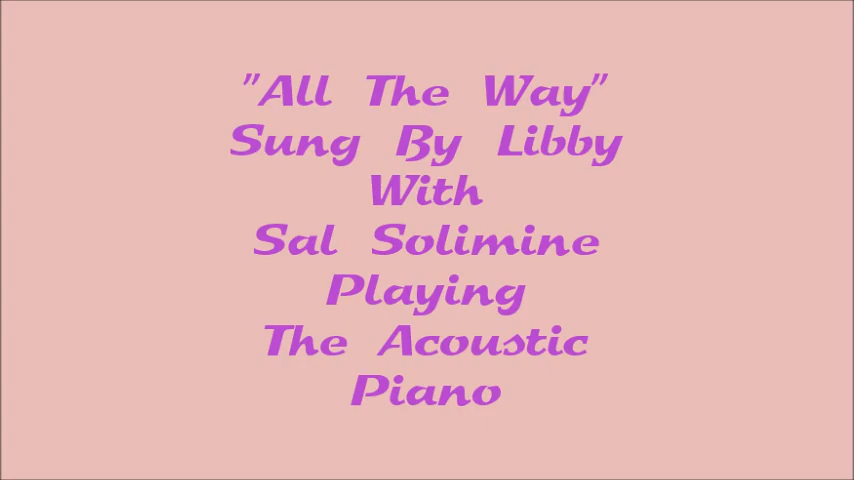 "All The Way"
Sung By Libby
With
Sal Solimine
Playing
The Acoustic
Piano